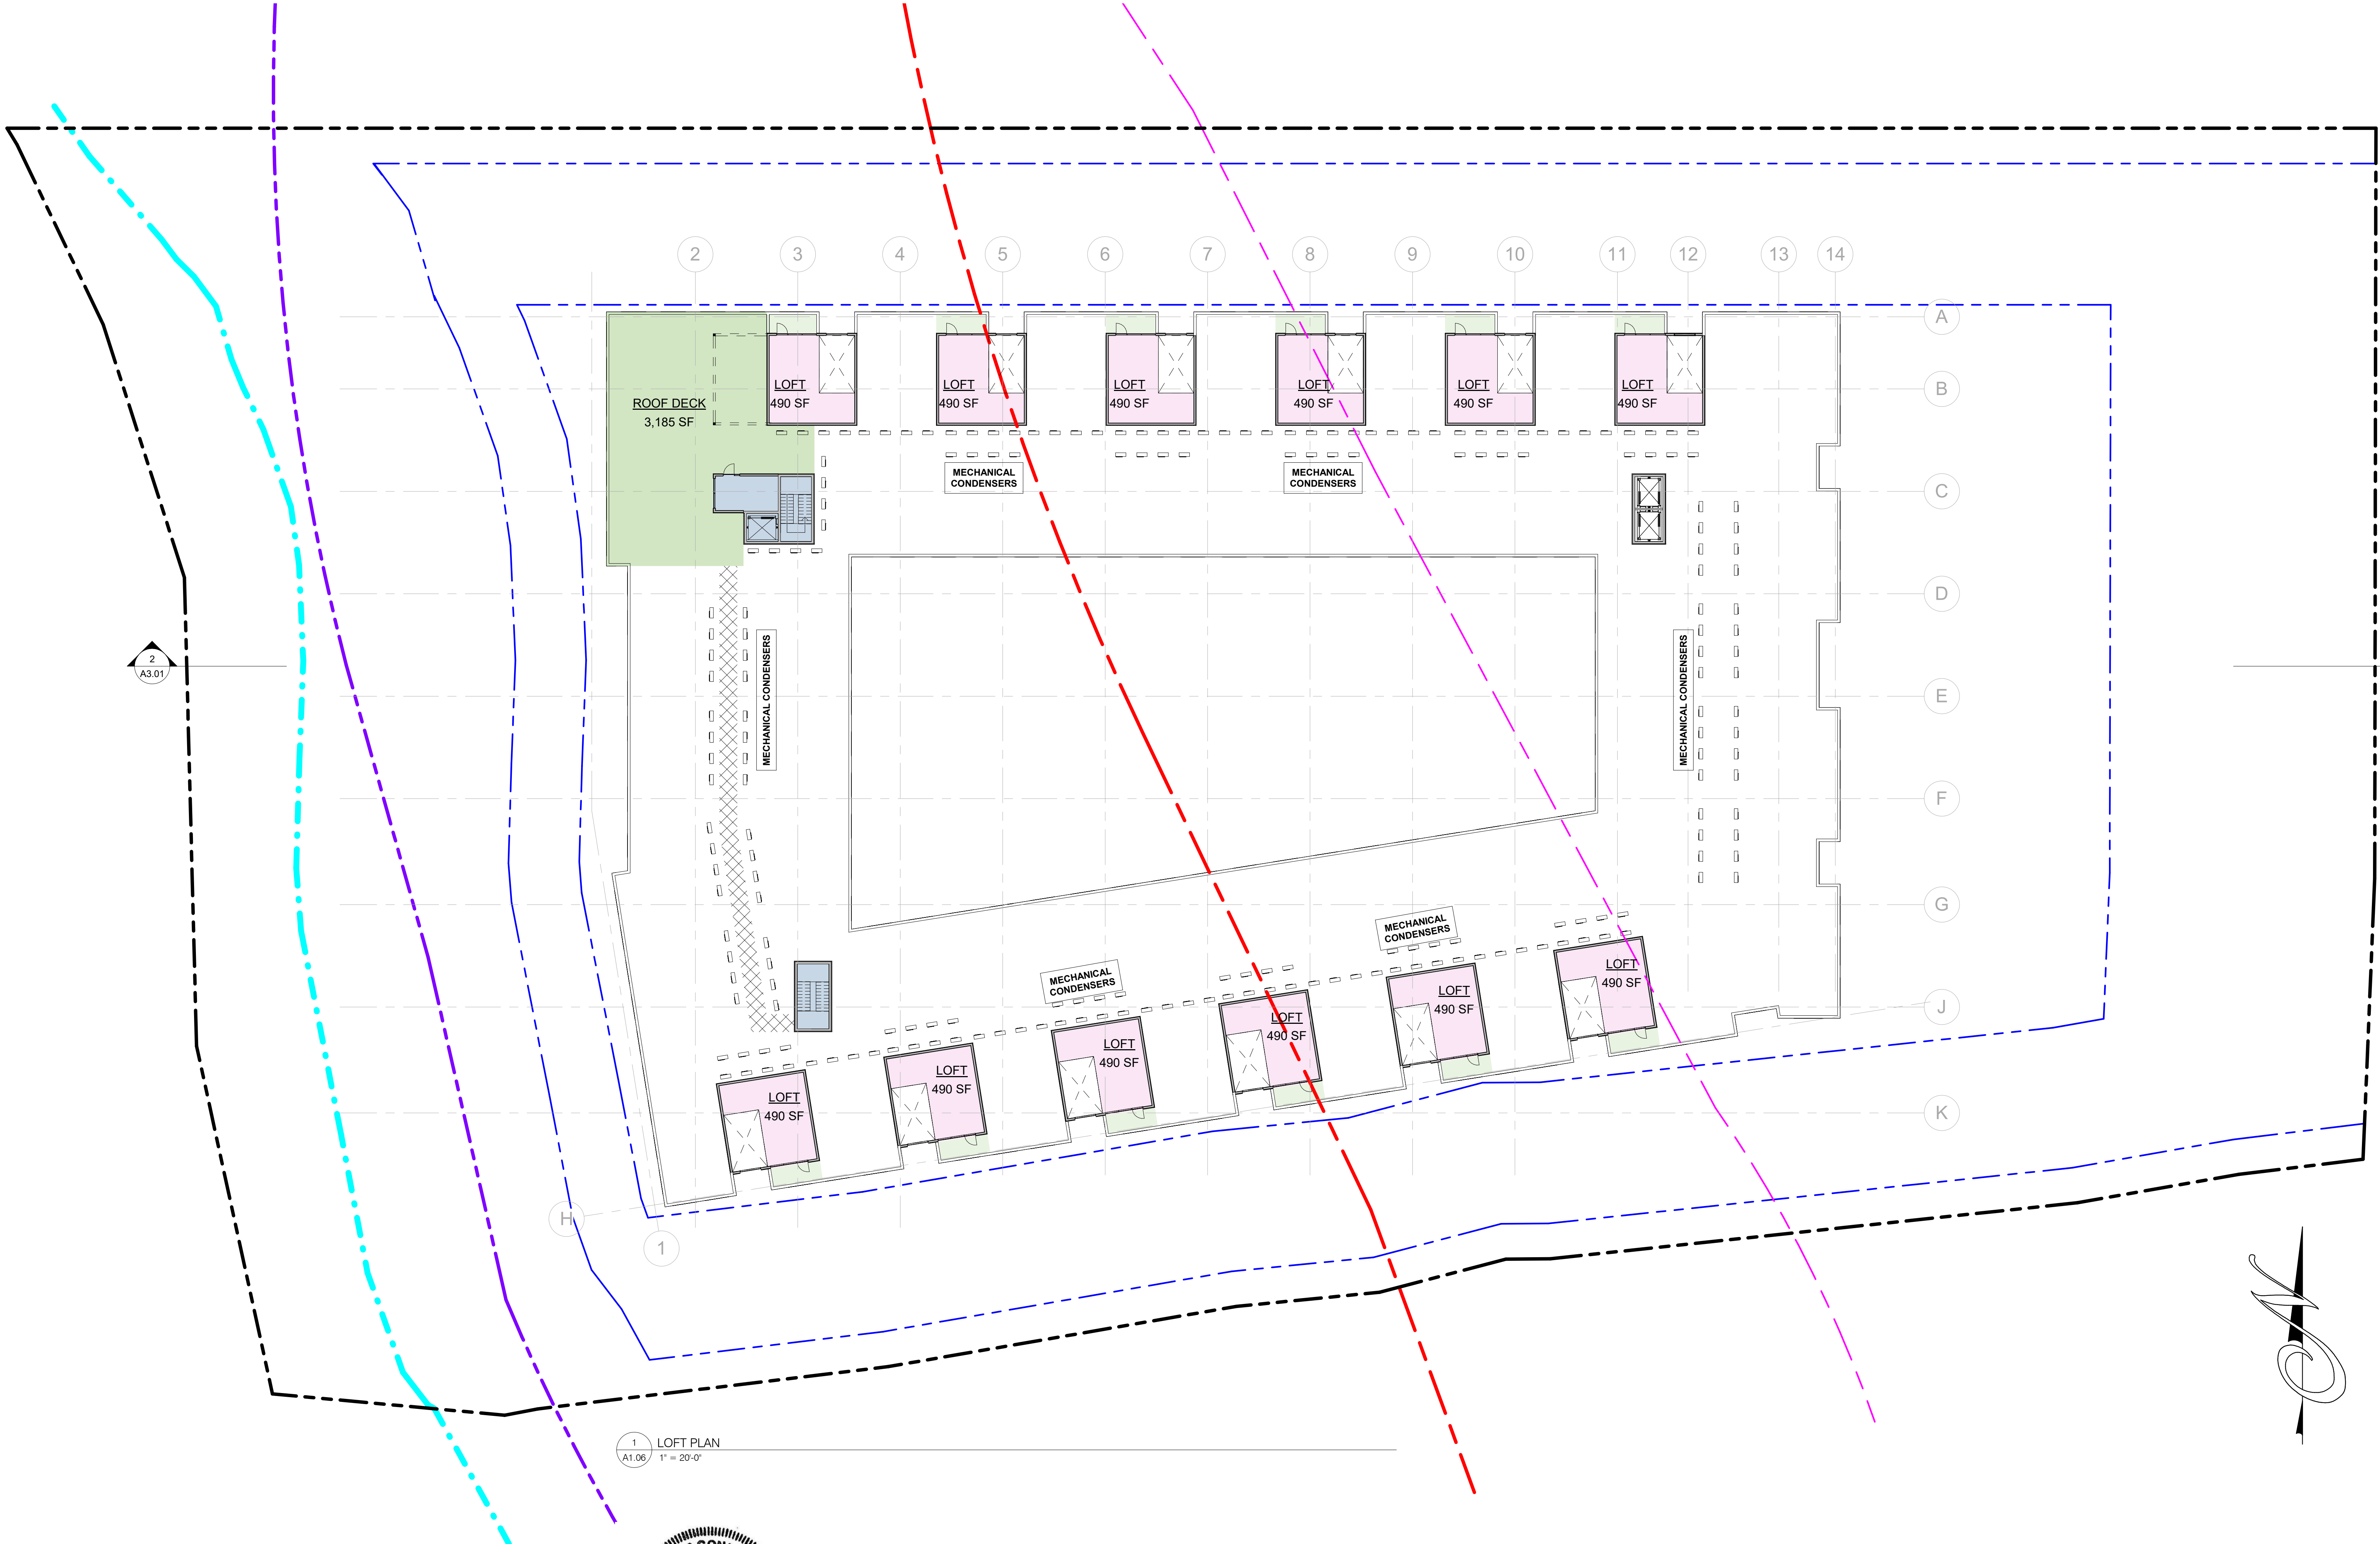 2 3 4 5 6 7 8 9 10 11 12 13 14
A
LOFT LOFT LOFT LOFT LOFT LOFT
B
490 SF 490 SF 490 SF 490 SF 490 SF 490 SF
ROOF DECK
3,185 SF
MECHANICAL
CONDENSERS
MECHANICAL
CONDENSERS
C
D
2
A3.01
MECHANICAL CONDENSERS
MECHANICAL CONDENSERS
E
F
G
MECHANICAL
CONDENSERS
MECHANICAL
CONDENSERS
LOFT
490 SF
LOFT
490 SF
J
LOFT
490 SF
LOFT
490 SF
LOFT
490 SF
LOFT
490 SF
K
H
1
1
A1.06
LOFT PLAN
1" = 20'-0"